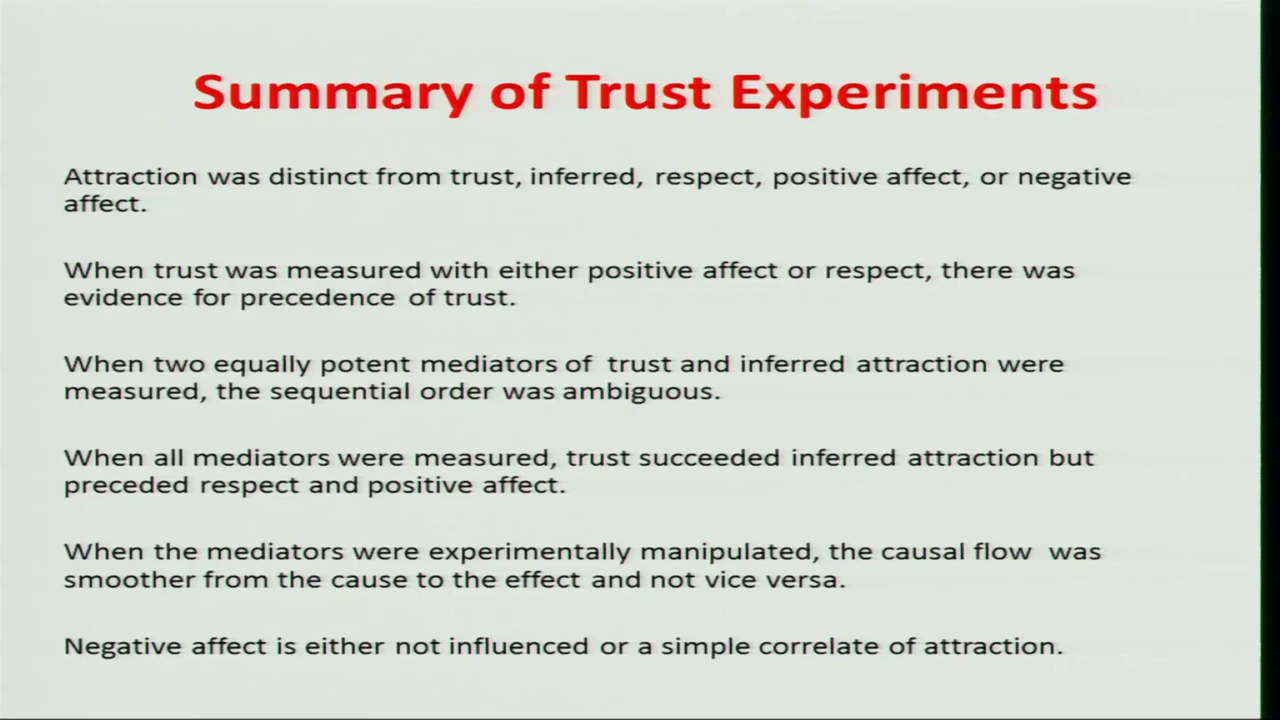 Summary of Trust Experiments
Attraction was distinct from trust, inferred, respect, positive affect, or negative
affect.
When trust was measured with either positive affect or respect, there was
evidence for precedence of trust.
When two equally potent mediators of trust and inferred attraction were
measured, the sequential order was ambiguous.
When all mediators were measured, trust succeeded inferred attraction but
preceded respect and positive affect.
When the mediators were experimentally manipulated, the causal flow was
smoother from the cause to the effect and not vice versa.
Negative affect is either not influenced or a simple correlate of attraction.